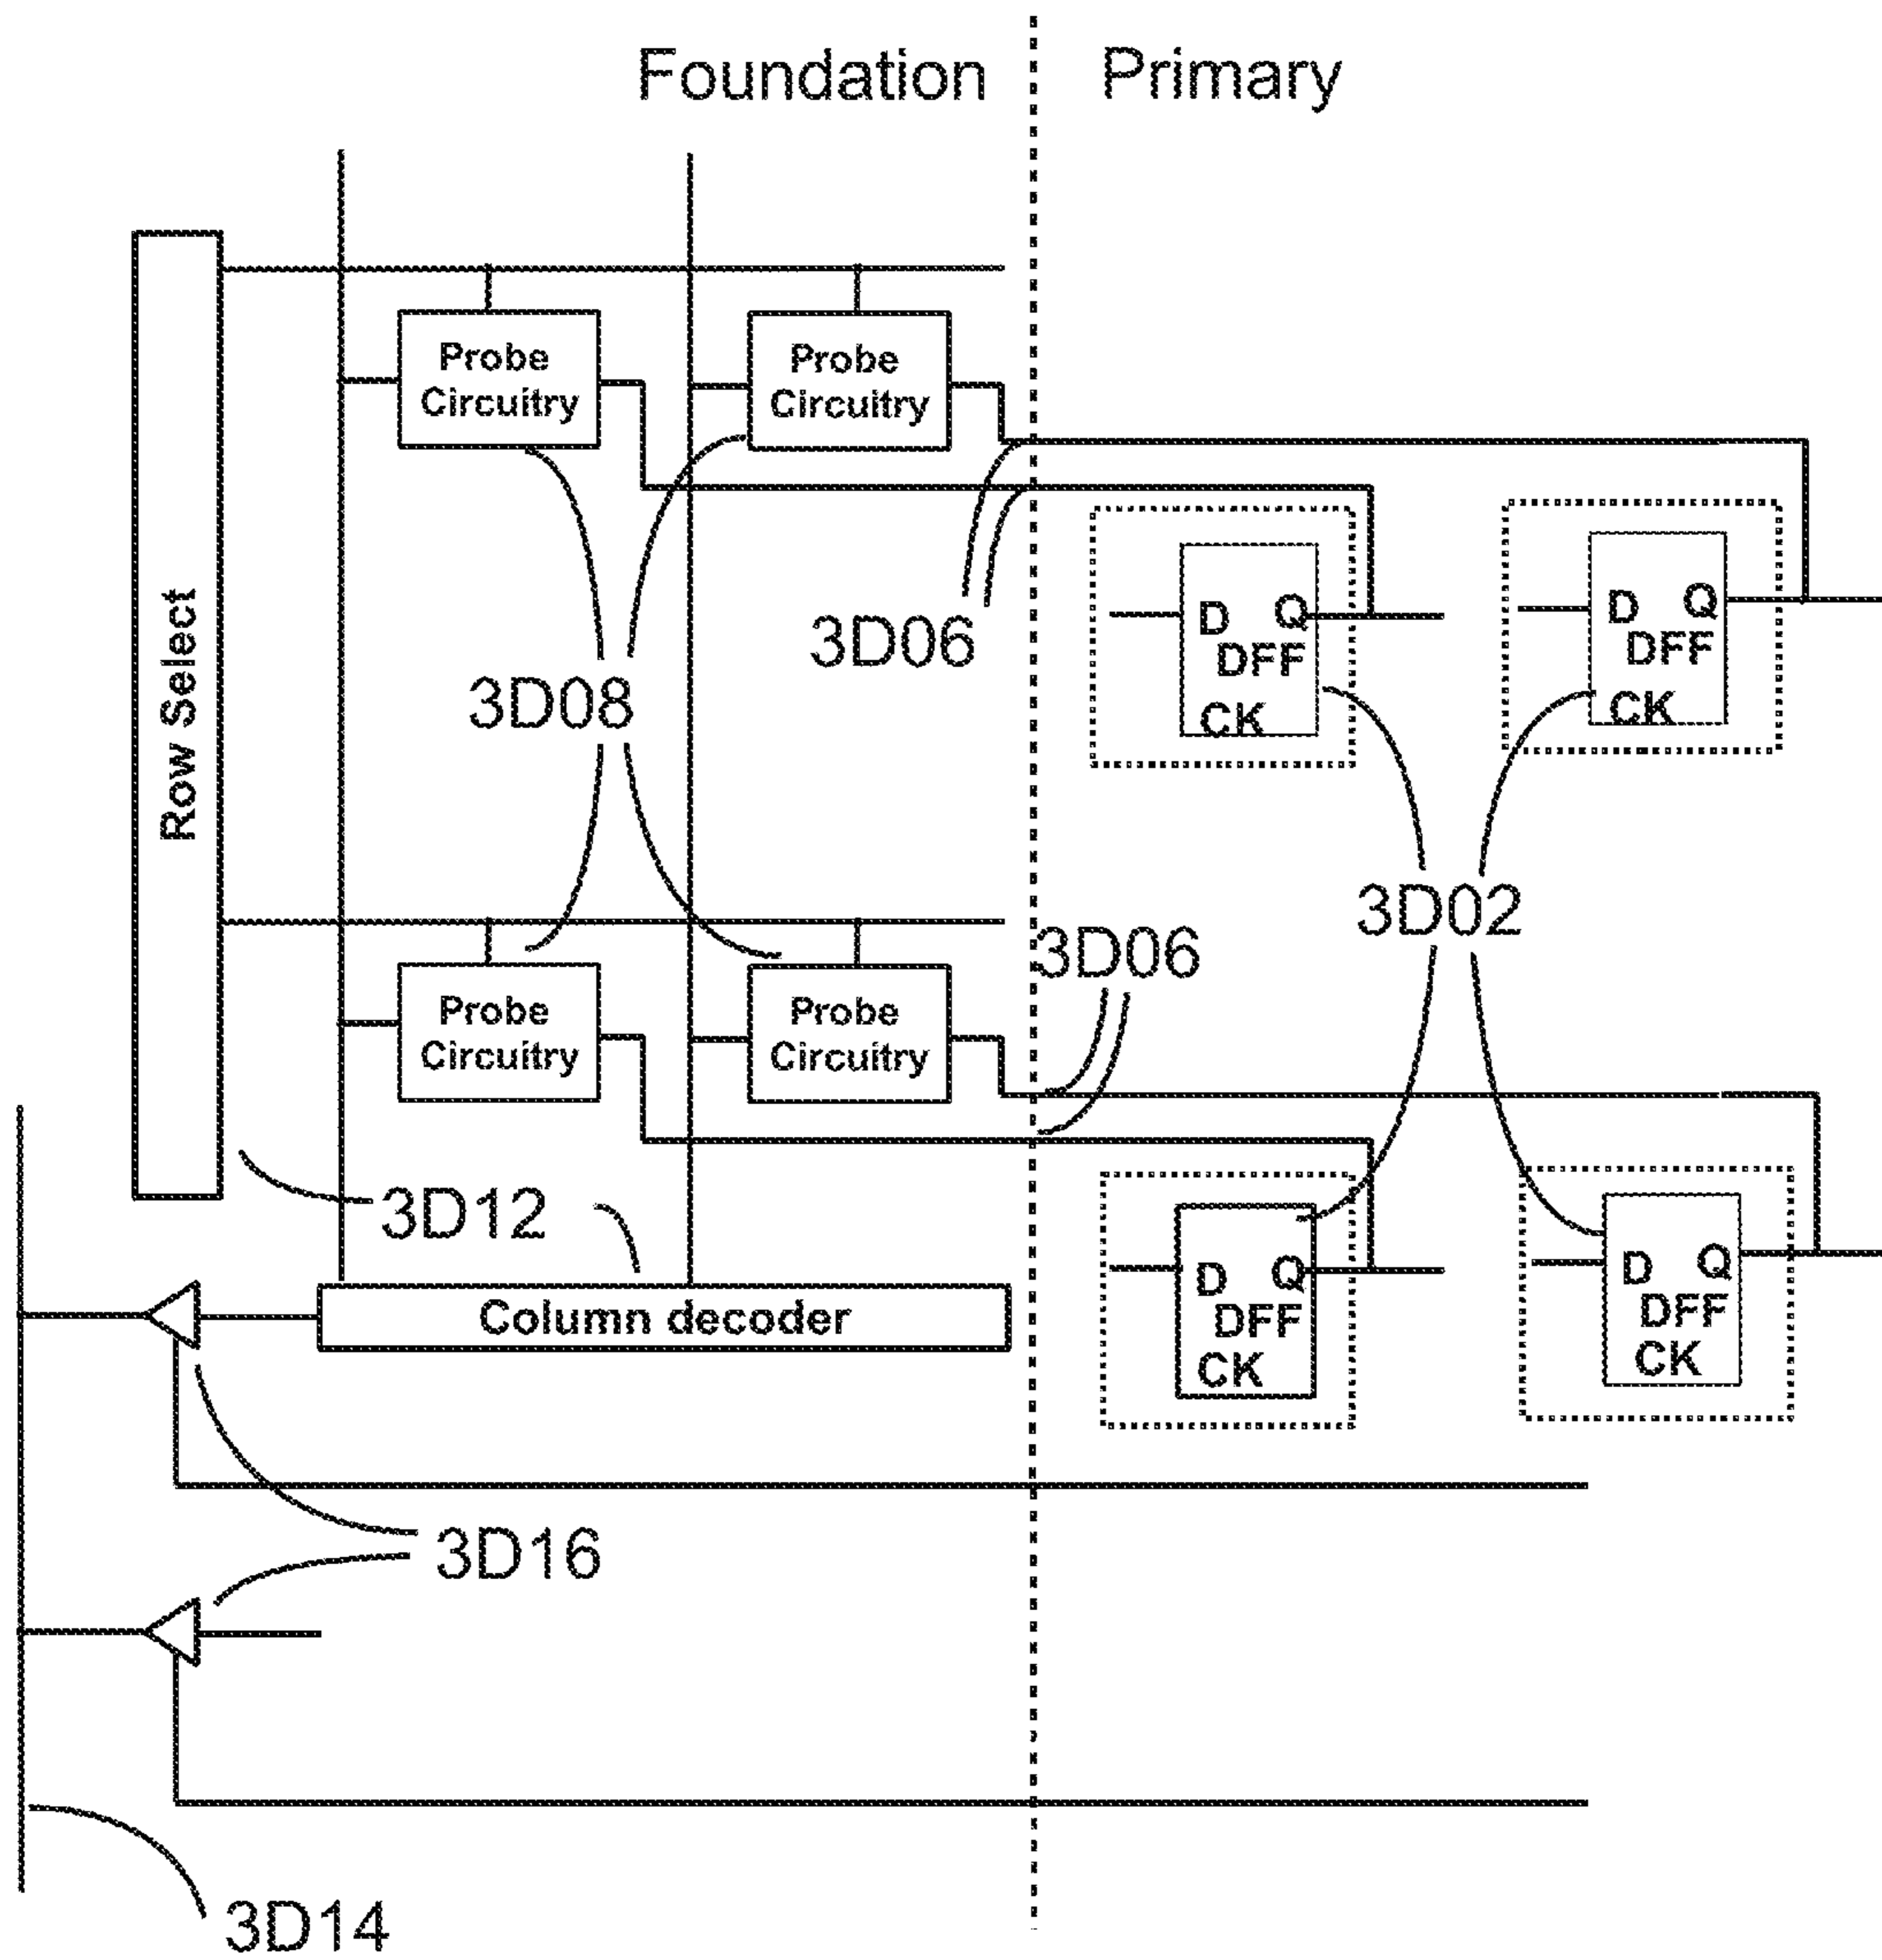 Foundation
Primary
Row Select
Probe
Circuitry
Probe
Circuitry
3D06
3D08
D Q
DFF
CK
D Q
DFF
CK
3D02
3D06
Probe
Circuitry
Probe
Circuitry
3D12
Column decoder
D Q
DFF
CK
D Q
DFF
CK
3D16
3D14